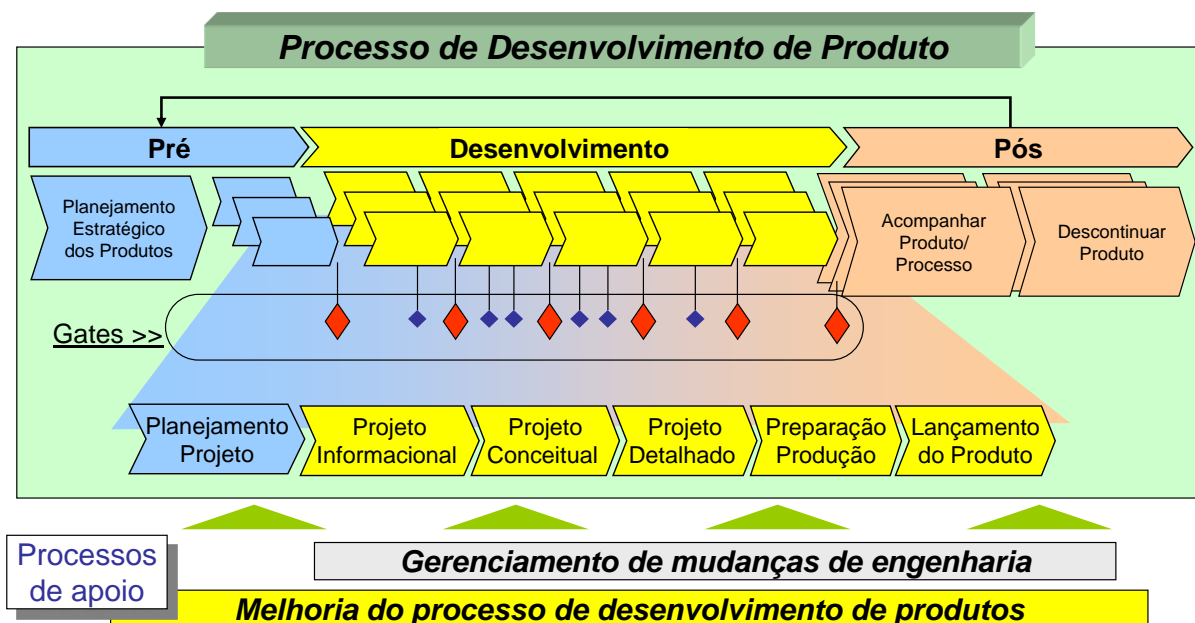 Processo de Desenvolvimento de Produto
Pré
Desenvolvimento
Pós
Planejamento
Estratégico
dos Produtos
Acompanhar
Produto/
Processo
Descontinuar
Produto
Gates >>
Planejamento
Projeto
Projeto
Informacional
Projeto
Conceitual
Projeto
Detalhado
Preparação
Produção
Lançamento
do Produto
Processos
de apoio
Gerenciamento de mudanças de engenharia
Melhoria do processo de desenvolvimento de produtos